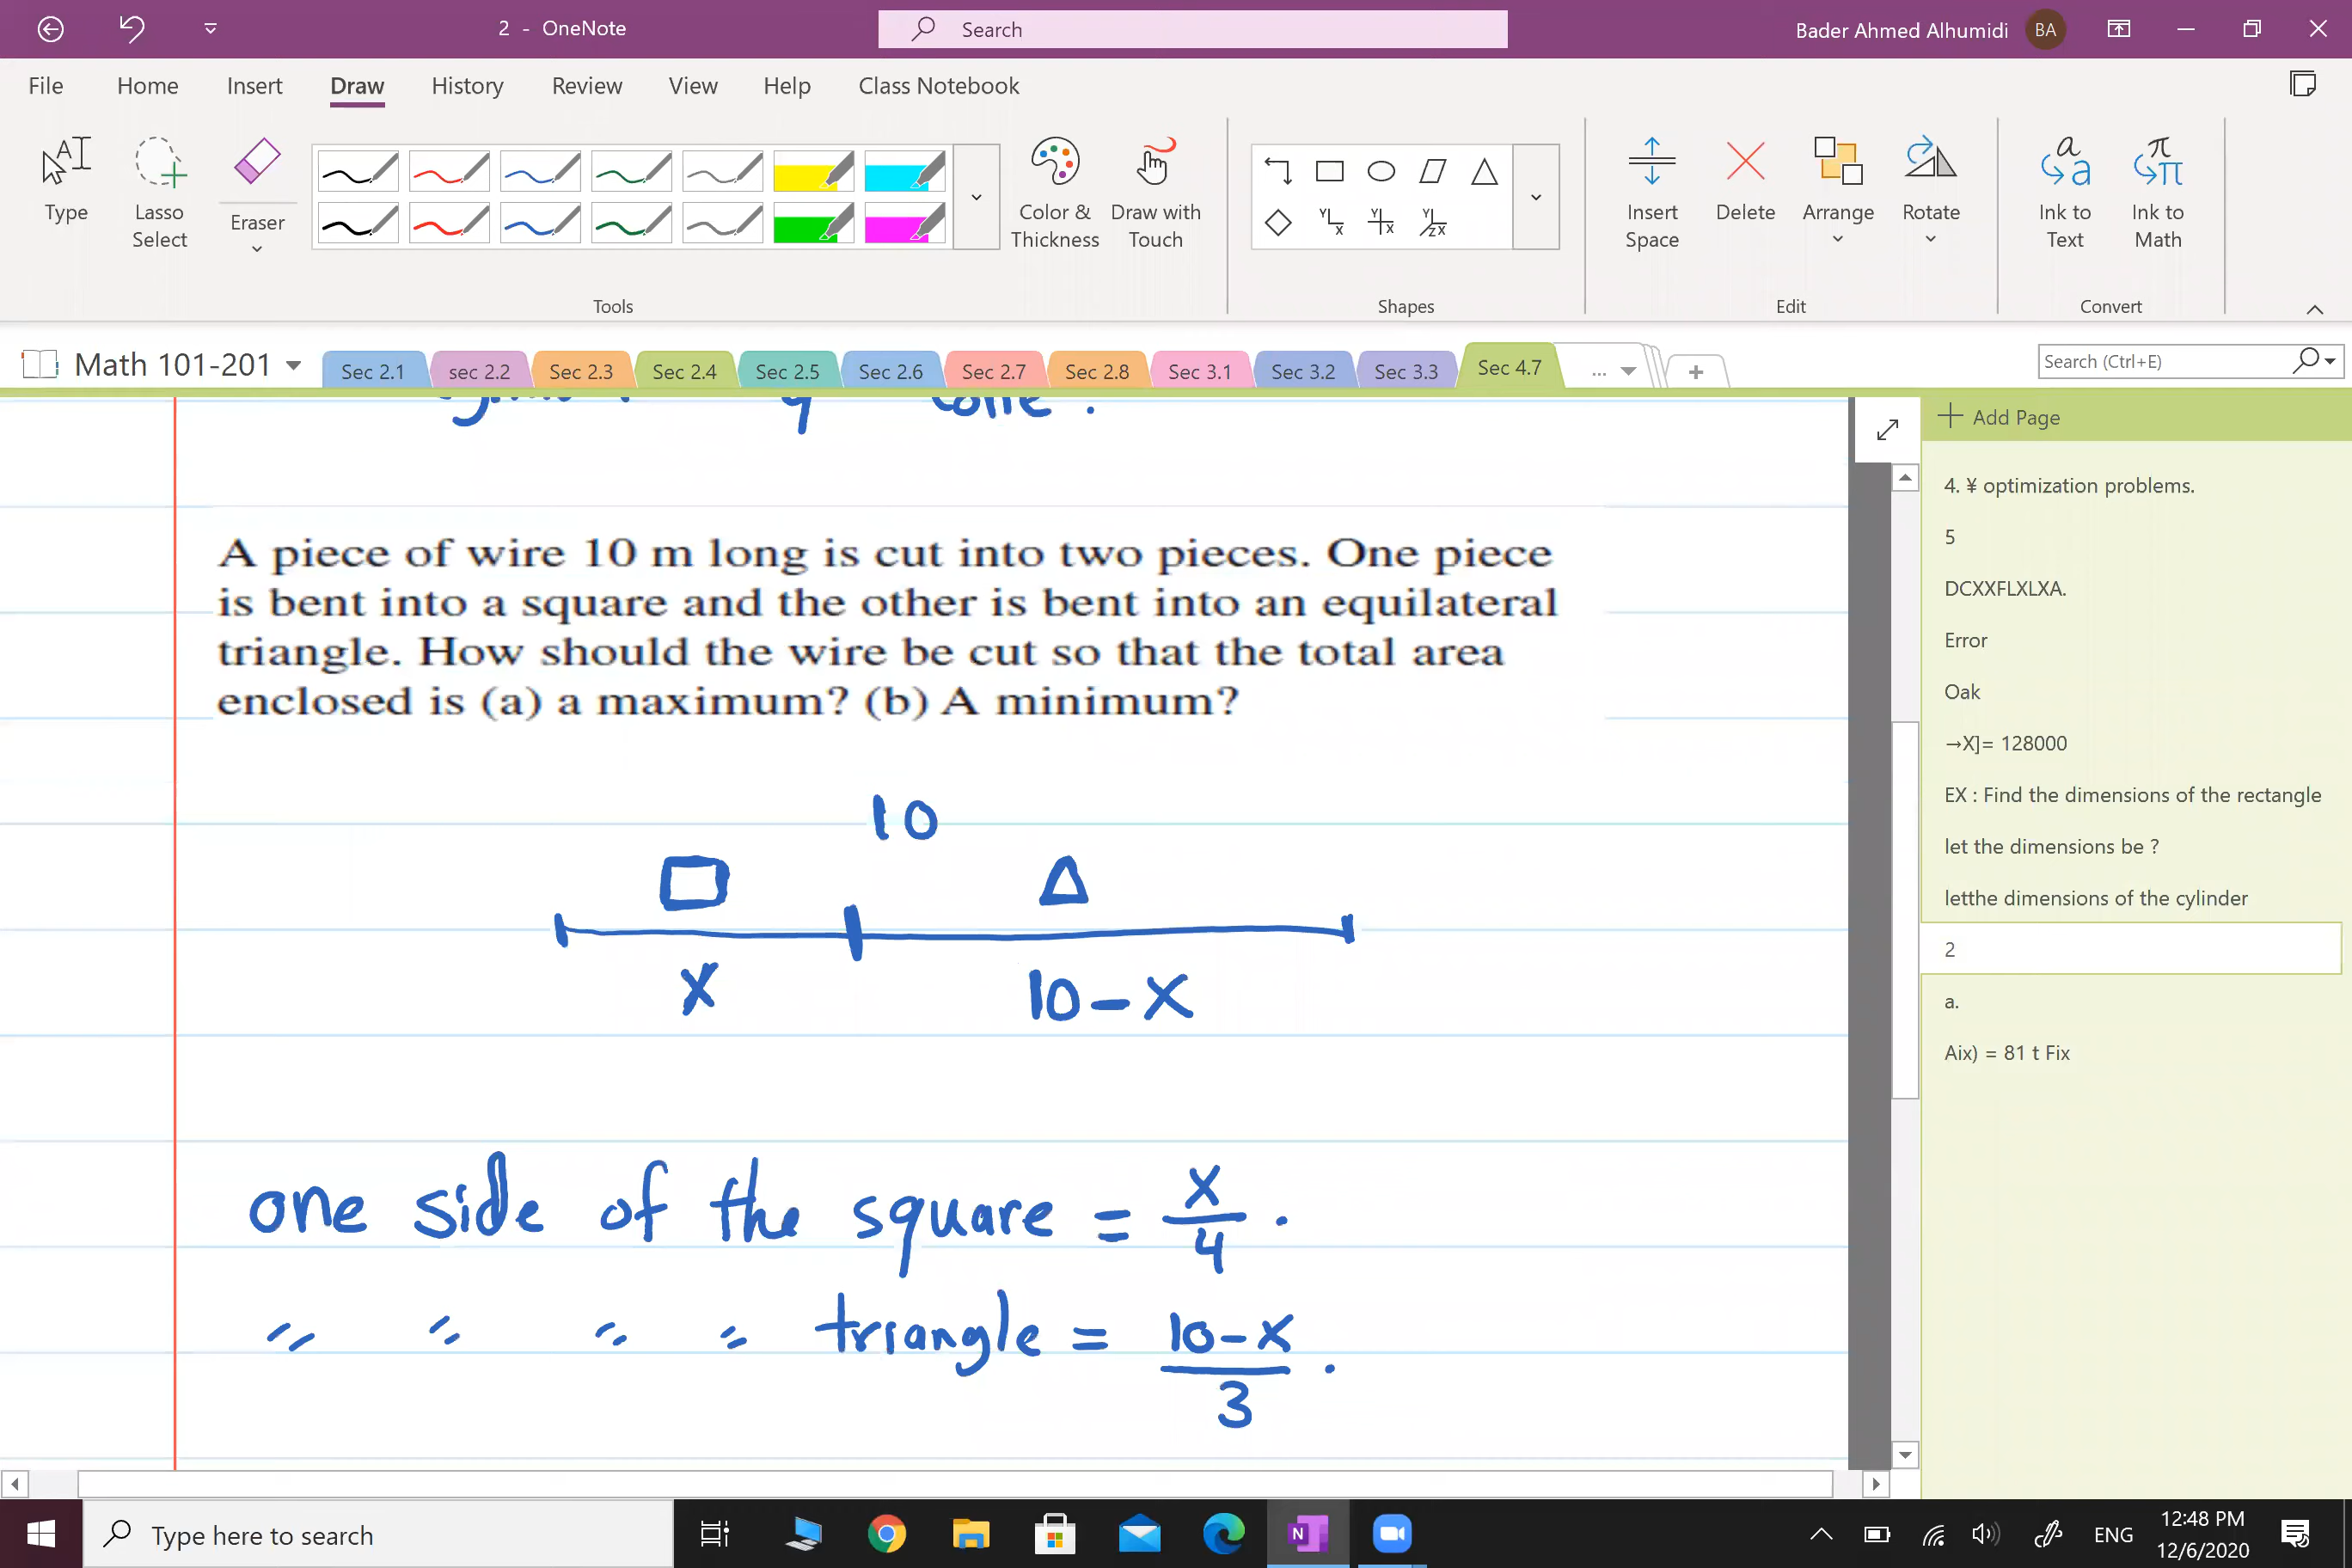 2 - OneNote
Search
Bader Ahmed Alhumidi
BA
File Home Insert Draw History Review View Help Class Notebook
Type
Lasso Select
Eraser
Color & Thickness
Draw with Touch
Tools
Shapes
Insert Space
Delete
Arrange
Rotate
Edit
Ink to Text
Ink to Math
Convert
Math 101-201
Sec 2.1 sec 2.2 Sec 2.3 Sec 2.4 Sec 2.5 Sec 2.6 Sec 2.7 Sec 2.8 Sec 3.1 Sec 3.2 Sec 3.3 Sec 4.7 ... +
Search (Ctrl+E)
A piece of wire 10 m long is cut into two pieces. One piece
is bent into a square and the other is bent into an equilateral
triangle. How should the wire be cut so that the total area
enclosed is (a) a maximum? (b) A minimum?
10
□ Δ
x 10-x
one side of the square = x/4 .
〃 〃 〃 〃 triangle = 10-x/3 .
+ Add Page
4. ¥ optimization problems.
5
DCXXFLXLXA.
Error
Oak
→X]= 128000
EX : Find the dimensions of the rectangle
let the dimensions be ?
letthe dimensions of the cylinder
2
a.
Aix) = 81 t Fix
Type here to search
ENG
12:48 PM
12/6/2020